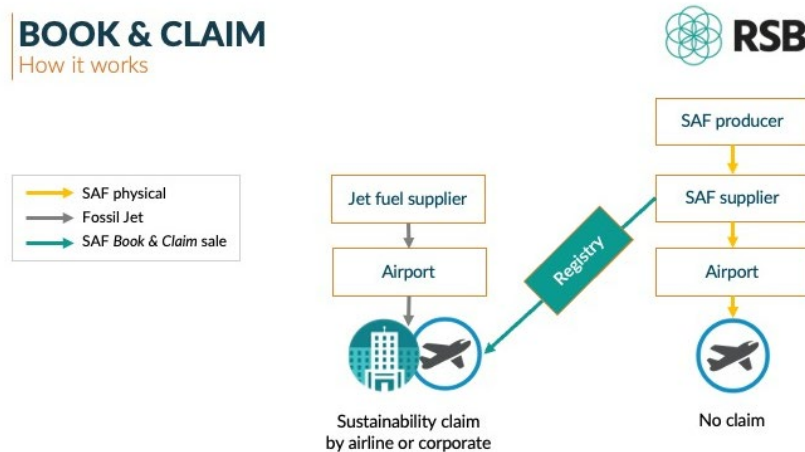 BOOK & CLAIM
How it works
RSB
SAF physical
Fossil Jet
SAF Book & Claim sale
Jet fuel supplier
Airport
Sustainability claim
by airline or corporate
Registry
SAF producer
SAF supplier
Airport
No claim